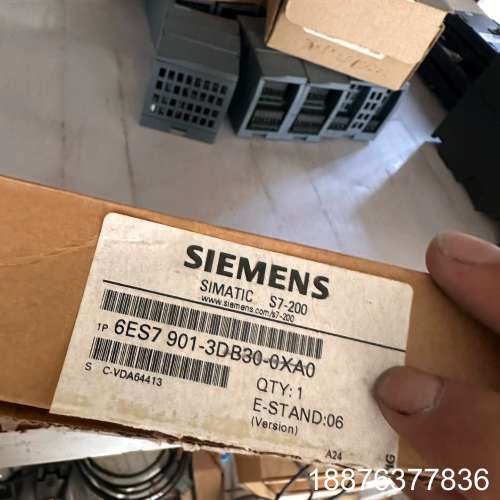 SIEMENS
SIMATIC S7-200
www.siemens.com/s7-200
1P 6ES7 901-3DB30-0XA0
S C-VDA64413
QTY: 1
E-STAND:06
(Version)
A24
G
18876377836